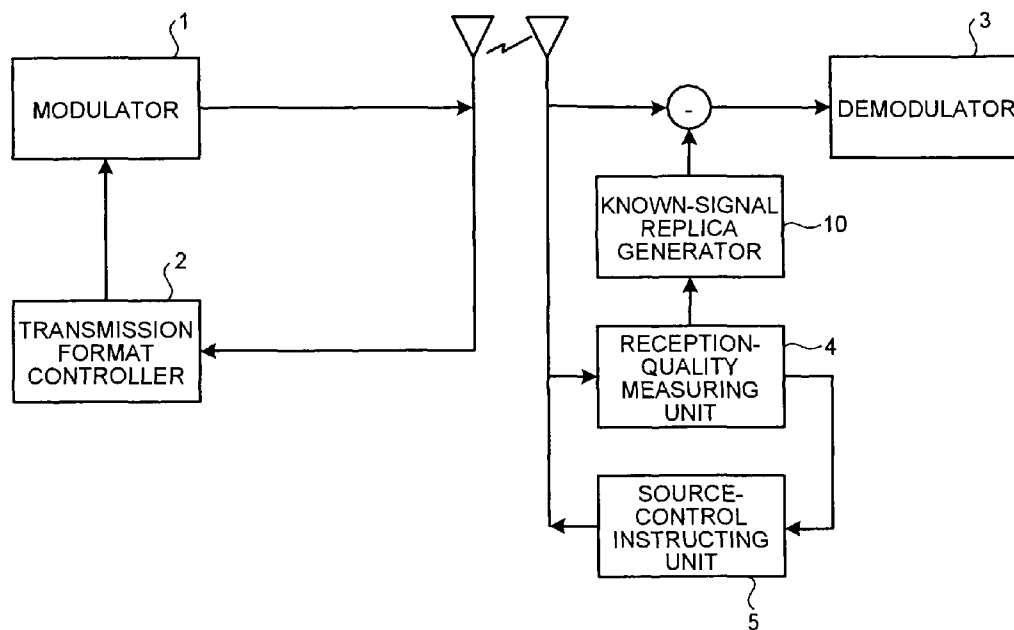 1
MODULATOR
2
TRANSMISSION
FORMAT
CONTROLLER
-
3
DEMODULATOR
KNOWN-SIGNAL
REPLICA
GENERATOR
10
RECEPTION-
QUALITY
MEASURING
UNIT
4
SOURCE-
CONTROL
INSTRUCTING
UNIT
5